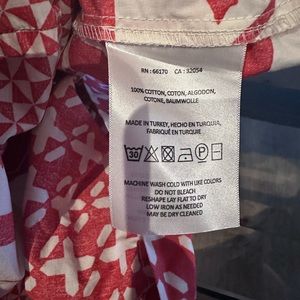 RN : 66170 CA : 32054
100% COTTON, COTON, ALGODON,
COTONE, BAUMWOLLE
MADE IN TURKEY, HECHO EN TURQUIA,
FABRIQUÉ EN TURQUIE
30 P
MACHINE WASH COLD WITH LIKE COLORS
DO NOT BLEACH
RESHAPE LAY FLAT TO DRY
LOW IRON AS NEEDED
MAY BE DRY CLEANED